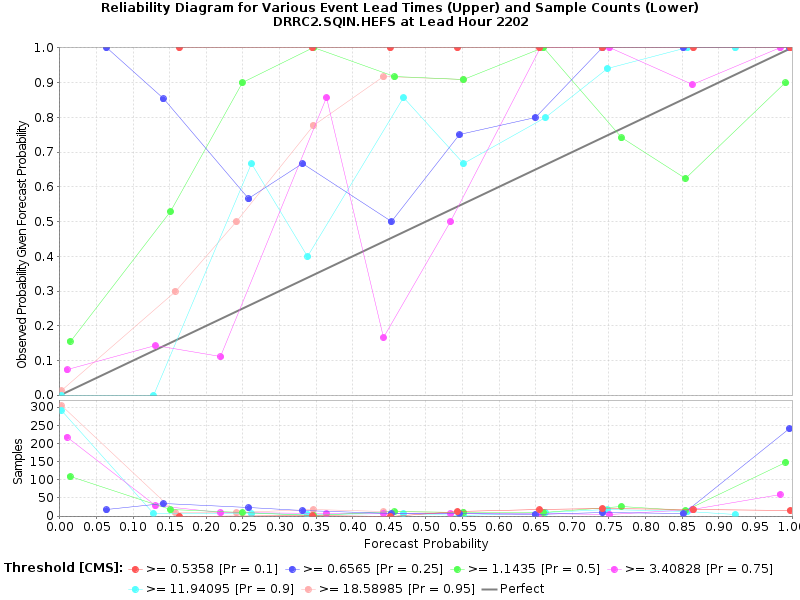 Reliability Diagram for Various Event Lead Times (Upper) and Sample Counts (Lower)
DRRC2.SQIN.HEFS at Lead Hour 2202
Observed Probability Given Forecast Probability
1.0
0.9
0.8
0.7
0.6
0.5
0.4
0.3
0.2
0.1
0.0
Samples
300
250
200
150
100
50
0
0.00 0.05 0.10 0.15 0.20 0.25 0.30 0.35 0.40 0.45 0.50 0.55 0.60 0.65 0.70 0.75 0.80 0.85 0.90 0.95 1.0
Forecast Probability
Threshold [CMS]: >= 0.5358 [Pr = 0.1] >= 0.6565 [Pr = 0.25] >= 1.1435 [Pr = 0.5] >= 3.40828 [Pr = 0.75]
>= 11.94095 [Pr = 0.9] >= 18.58985 [Pr = 0.95] Perfect